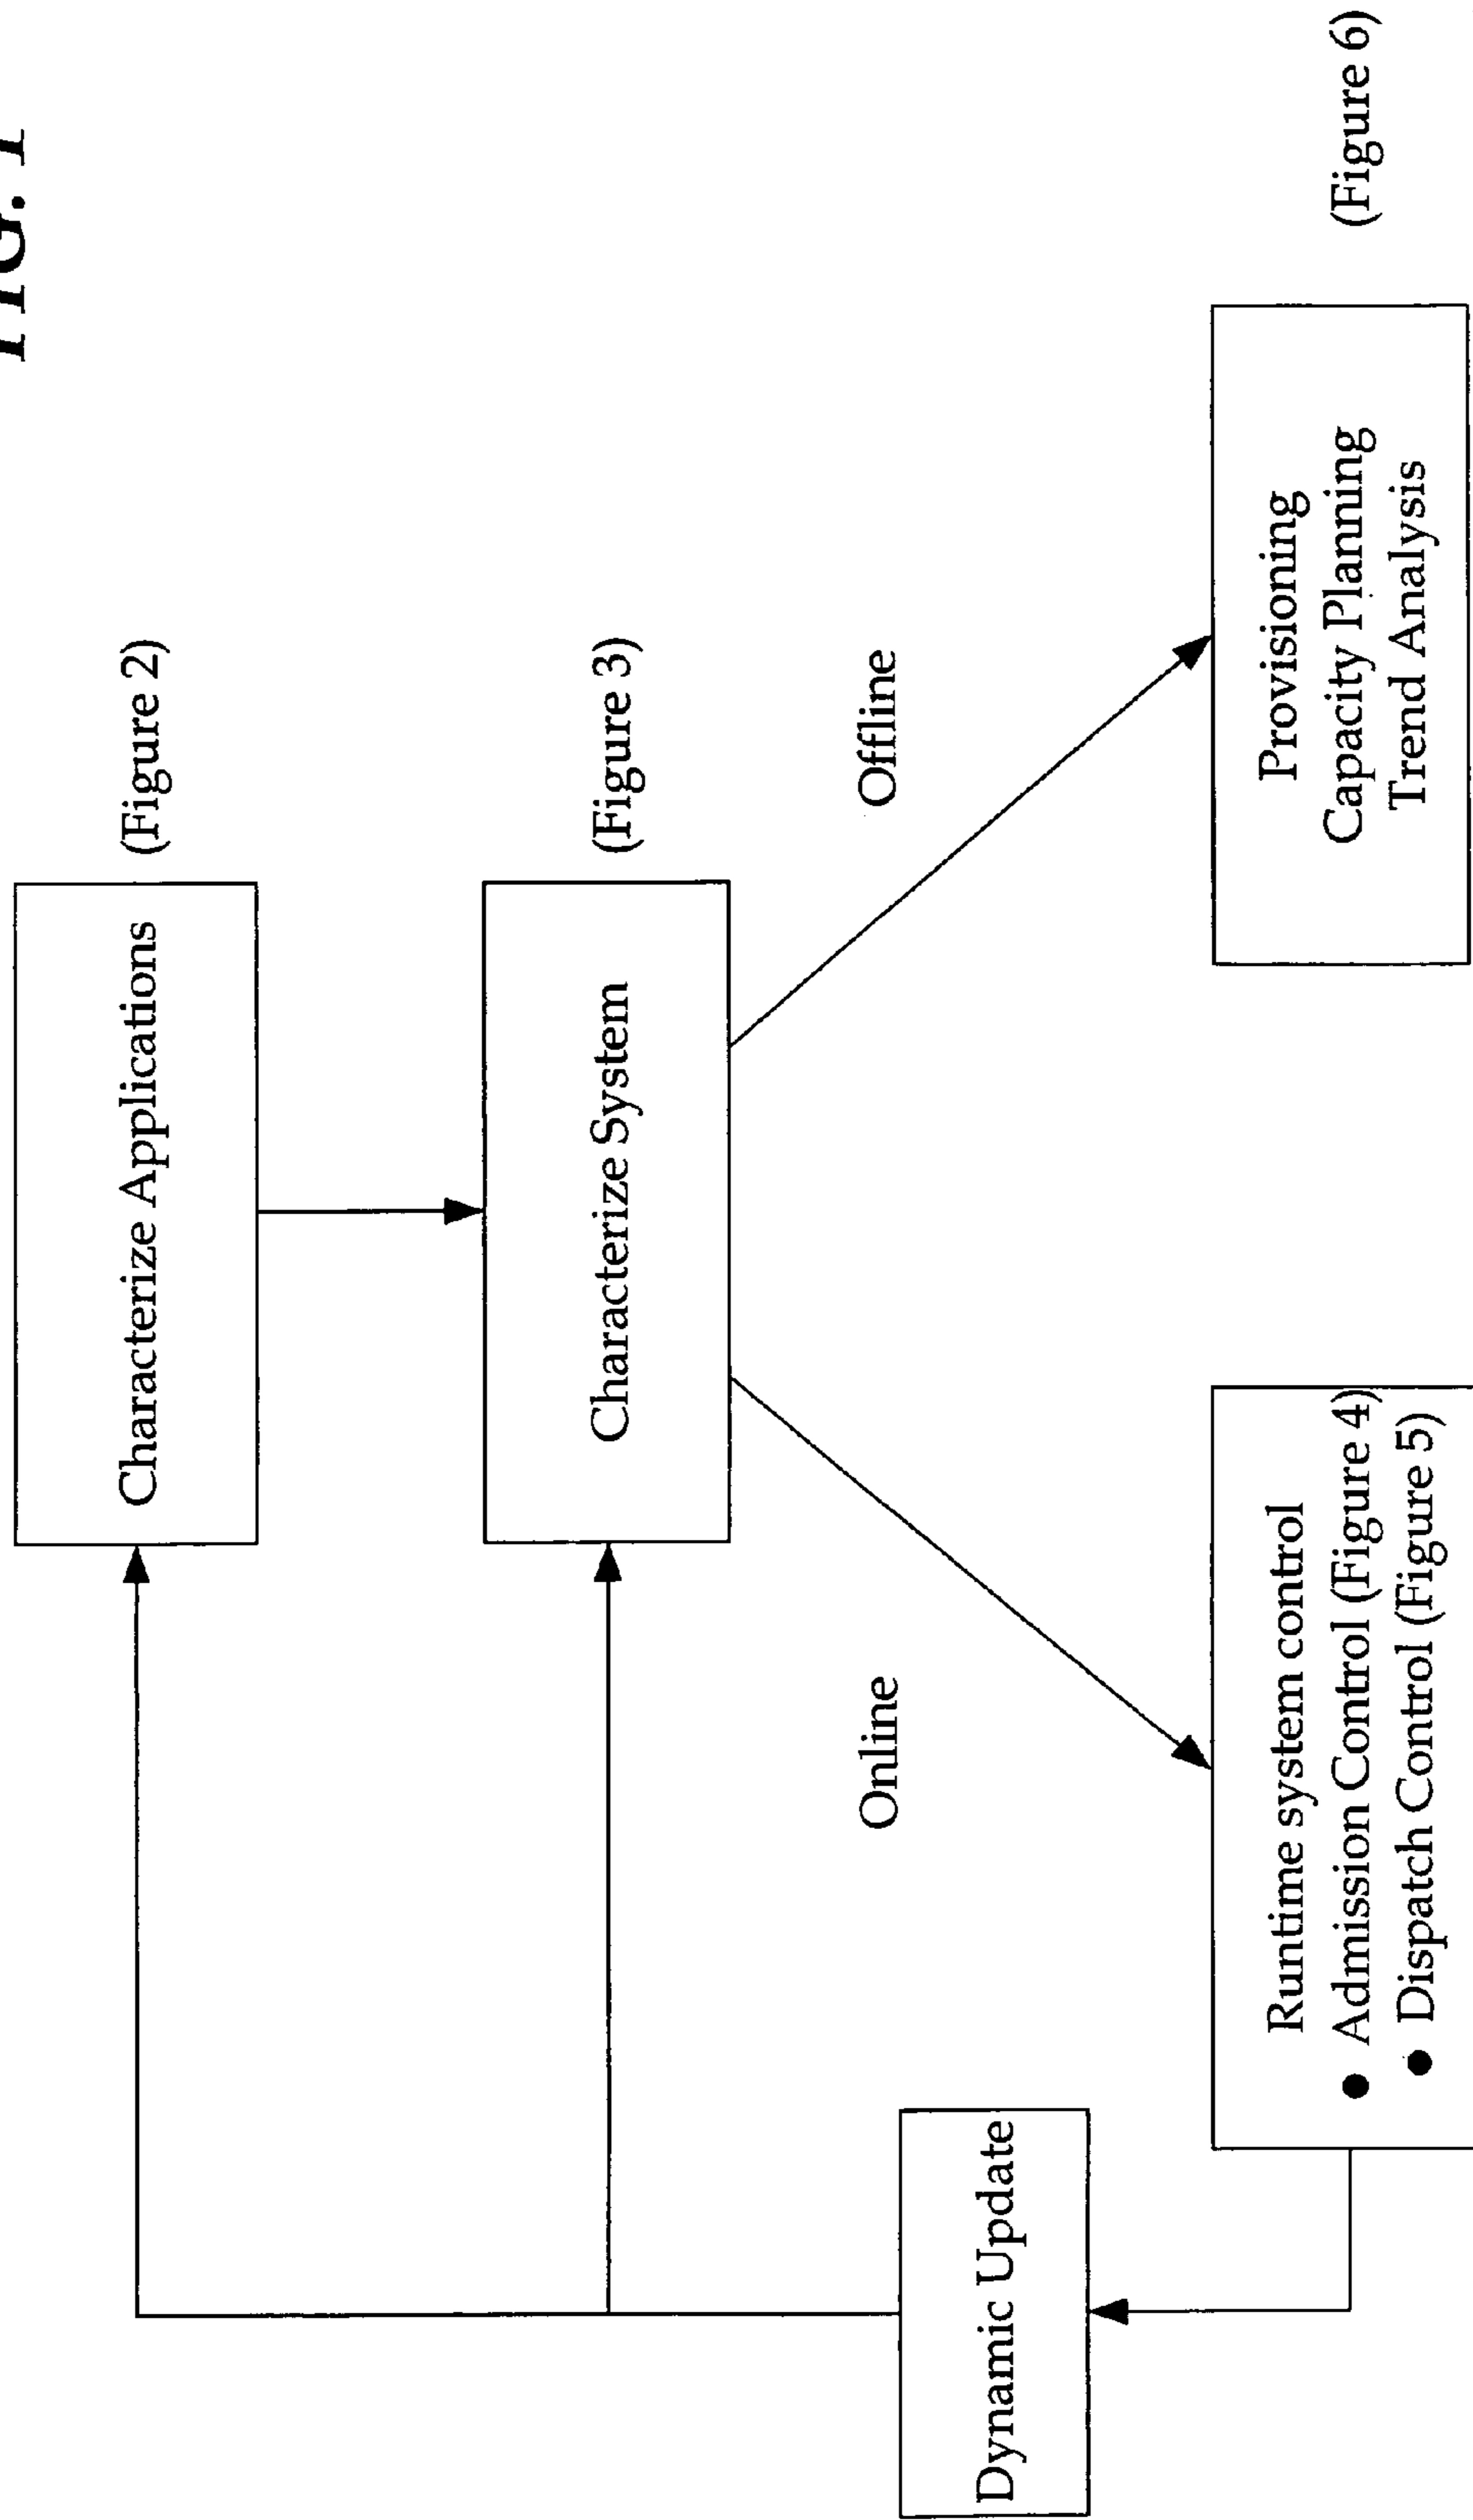 FIG. 1
Characterize Applications
(Figure 2)
Characterize System
(Figure 3)
Online
Offline
Dynamic Update
Runtime system control
● Admission Control (Figure 4)
● Dispatch Control (Figure 5)
Provisioning
Capacity Planning
Trend Analysis
(Figure 6)